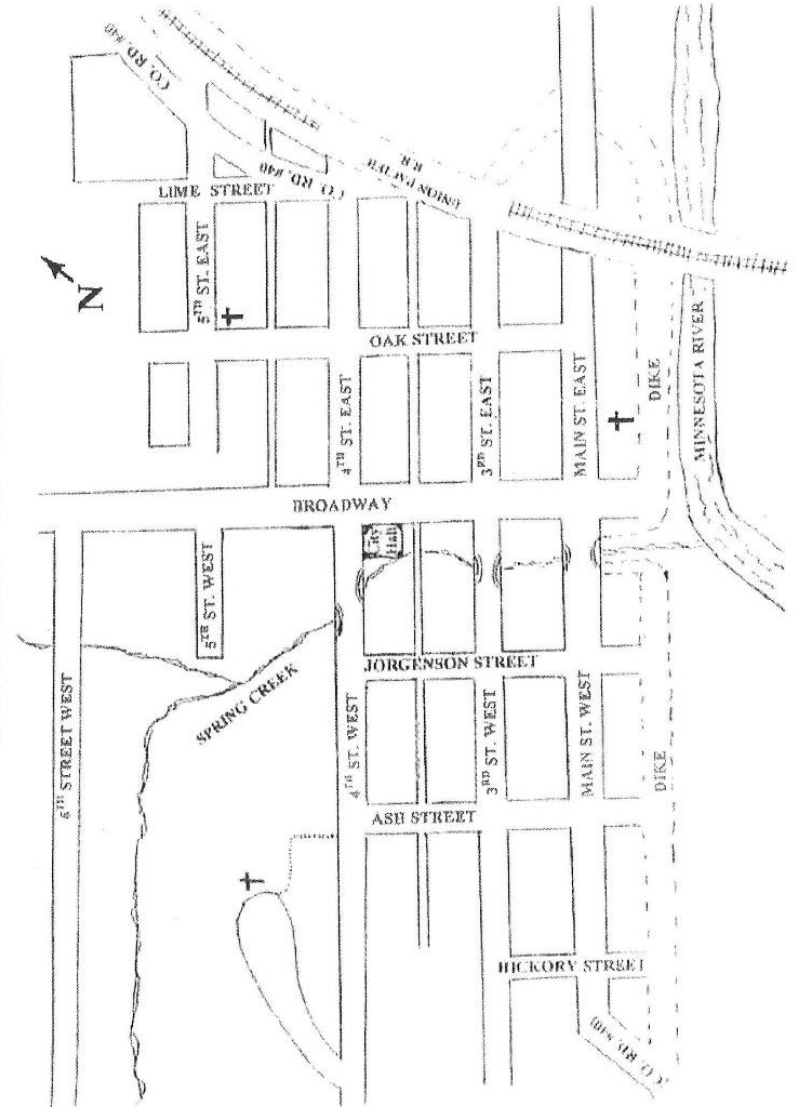 CO. RD. #40
LIME STREET
CO. RD. #40
UNION PACIFIC
R.R.
N
5TH ST. EAST
OAK STREET
4TH ST. EAST
3RD ST. EAST
MAIN ST. EAST
DIKE
MINNESOTA RIVER
BROADWAY
City
Hall
5TH ST. WEST
6TH STREET WEST
SPRING CREEK
JORGENSON STREET
4TH ST. WEST
3RD ST. WEST
MAIN ST. WEST
DIKE
ASH STREET
HICKORY STREET